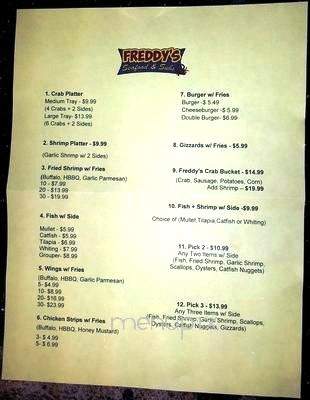 FREDDY'S
Seafood & Subs
1. Crab Platter
Medium Tray - $9.99
(4 Crabs + 2 Sides)
Large Tray- $13.99
(6 Crabs + 2 Sides)
2. Shrimp Platter - $9.99
(Garlic Shrimp w/ 2 Sides)
3. Fried Shrimp w/ Fries
(Buffalo, HBBQ, Garlic Parmesan)
10 - $7.99
20 - $13.99
30 - $19.99
4. Fish w/ Side
Mullet - $5.99
Catfish - $5.99
Tilapia - $6.99
Whiting - $7.99
Grouper- $8.99
5. Wings w/ Fries
(Buffalo, HBBQ, Garlic Parmesan)
5- $4.99
10- $8.99
20- $16.99
30- $23.99
6. Chicken Strips w/ Fries
(Buffalo, HBBQ, Honey Mustard)
3- $ 4.99
5- $ 6.99
7. Burger w/ Fries
Burger -$ 5.49
Cheeseburger -$ 5.99
Double Burger- $6.99
8. Gizzards w/ Fries - $5.99
9. Freddy's Crab Bucket - $14.99
(Crab, Sausage, Potatoes, Corn)
Add Shrimp – $19.99
10. Fish + Shrimp w/Side -$9.99
Choice of (Mullet,Tilapia,Catfish or Whiting)
11. Pick 2 - $10.99
Any Two Items w/ Side
(Fish, Fried Shrimp, Garlic Shrimp,
Scallops, Oysters, Catfish Nuggets)
12. Pick 3 - $13.99
Any Three Items w/ Side
(Fish, Fried Shrimp, Garlic Shrimp, Scallops,
Oysters, Catfish Nuggets, Gizzards)